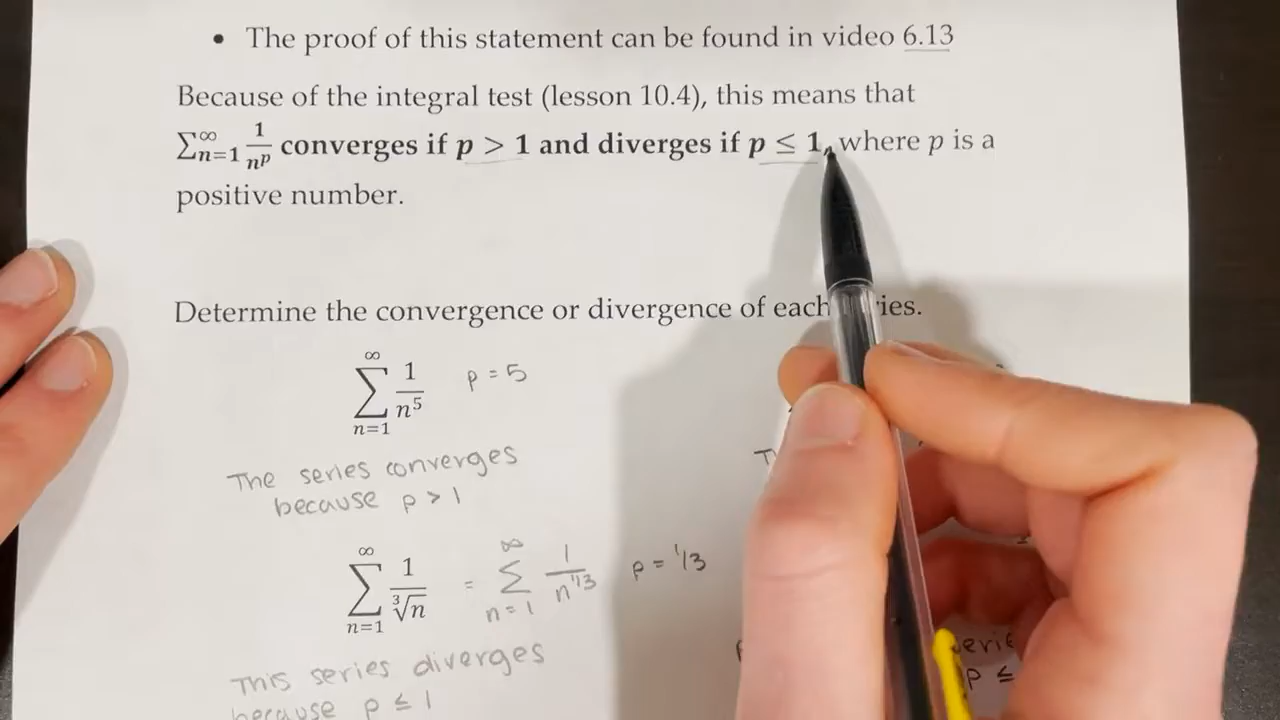 • The proof of this statement can be found in video 6.13
Because of the integral test (lesson 10.4), this means that
∑_{n=1}^{∞} 1/n^p converges if p > 1 and diverges if p ≤ 1, where p is a
positive number.
Determine the convergence or divergence of each
∑_{n=1}^{∞} 1/n^5 p = 5
The series converges
because p > 1
∑_{n=1}^{∞} 1/∛n = ∑_{n=1}^{∞} 1/n^{1/3} p = 1/3
This series diverges
because p ≤ 1
p ≤